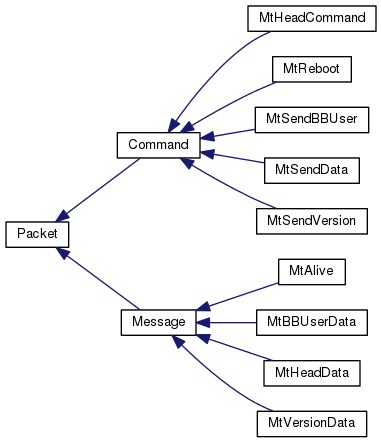 MtHeadCommand
MtReboot
MtSendBBUser
Command
MtSendData
MtSendVersion
Packet
MtAlive
Message
MtBBUserData
MtHeadData
MtVersionData